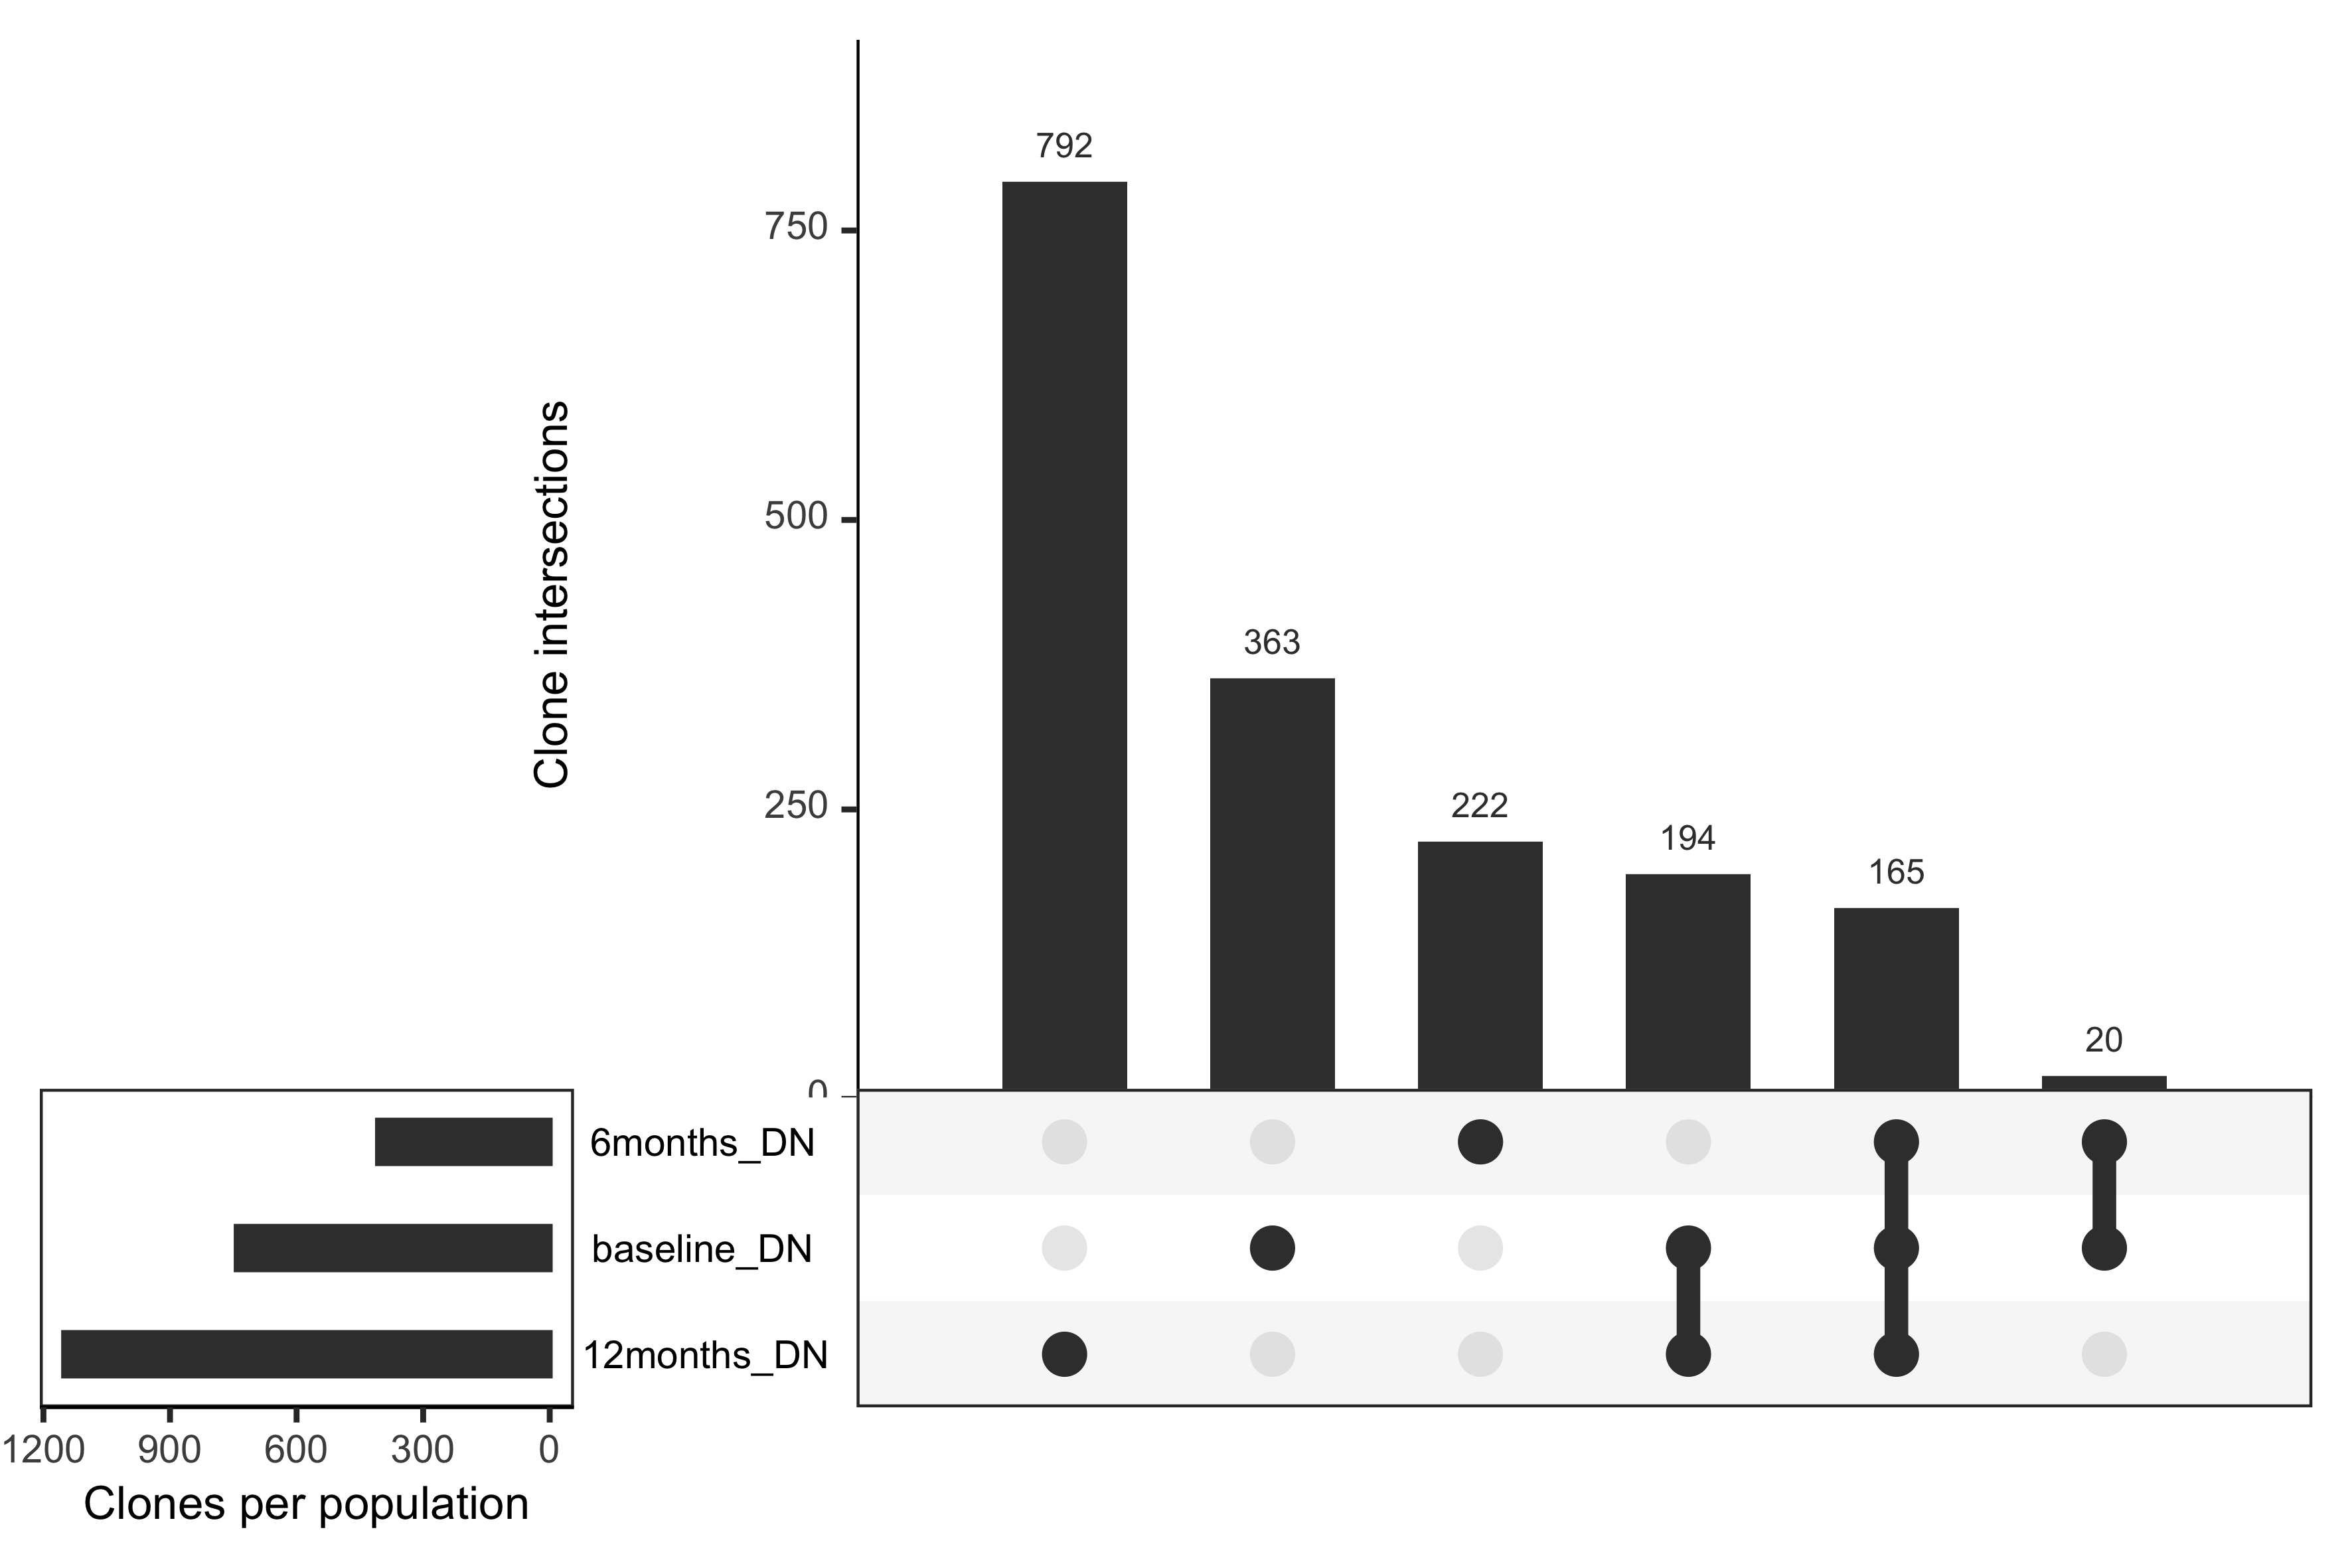 Clone intersections
750
500
250
0
792
363
222
194
165
20
6months_DN
baseline_DN
12months_DN
1200 900 600 300 0
Clones per population